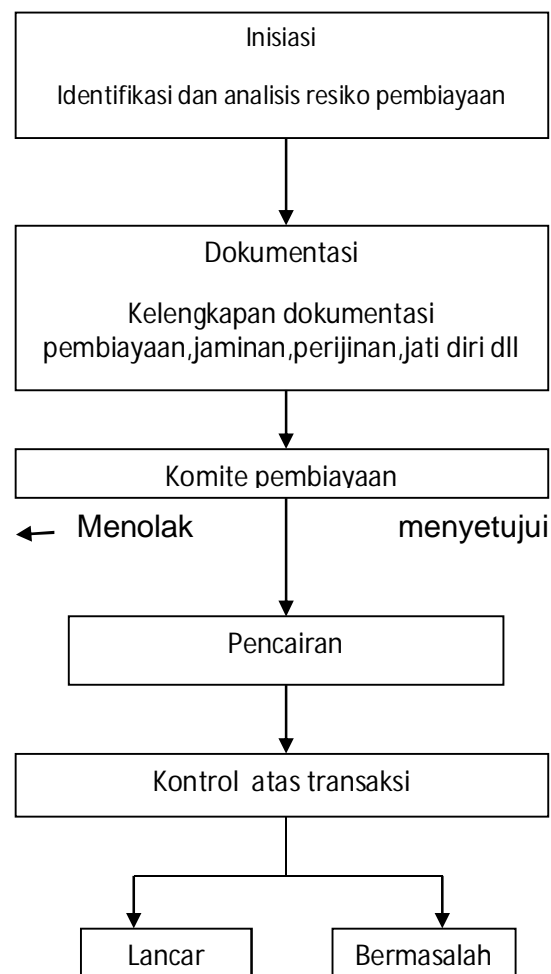 Inisiasi
Identifikasi dan analisis resiko pembiayaan
Dokumentasi
Kelengkapan dokumentasi
pembiayaan,jaminan,perijinan,jati diri dll
Komite pembiayaan
Menolak menyetujui
Pencairan
Kontrol atas transaksi
Lancar Bermasalah